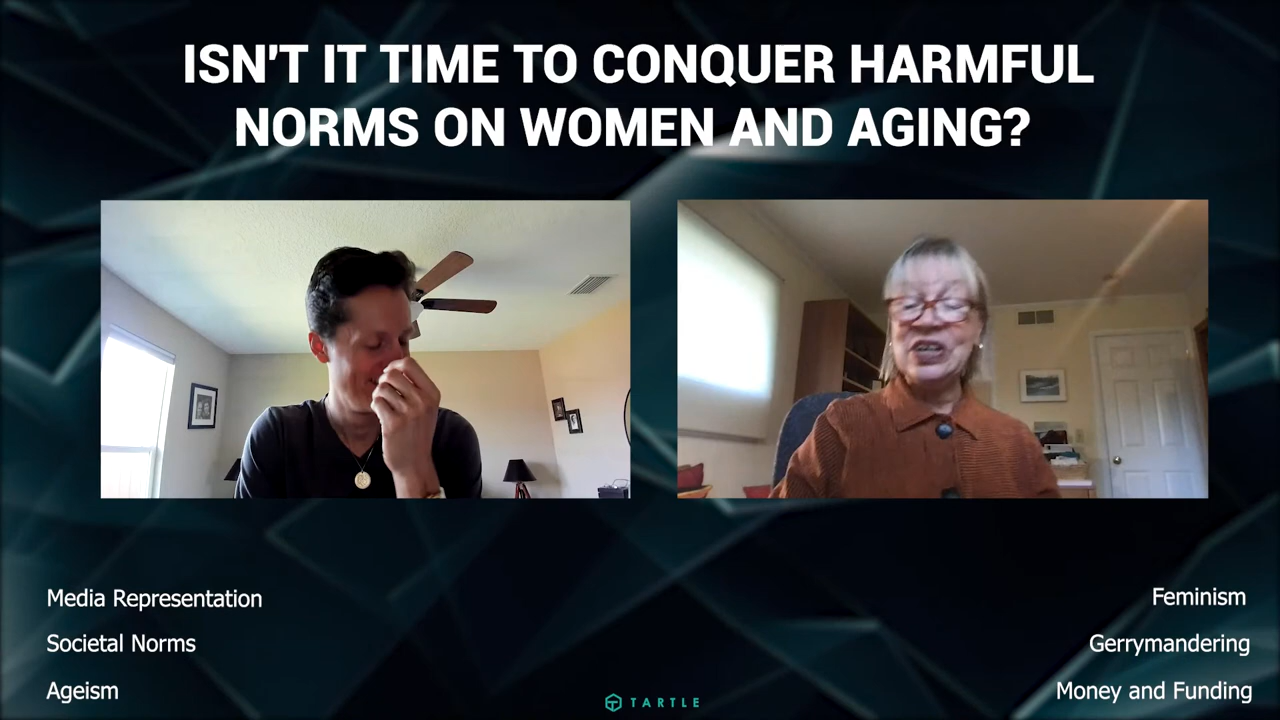 ISN'T IT TIME TO CONQUER HARMFUL
NORMS ON WOMEN AND AGING?
Media Representation
Societal Norms
Ageism
Feminism
Gerrymandering
Money and Funding
TARTLE